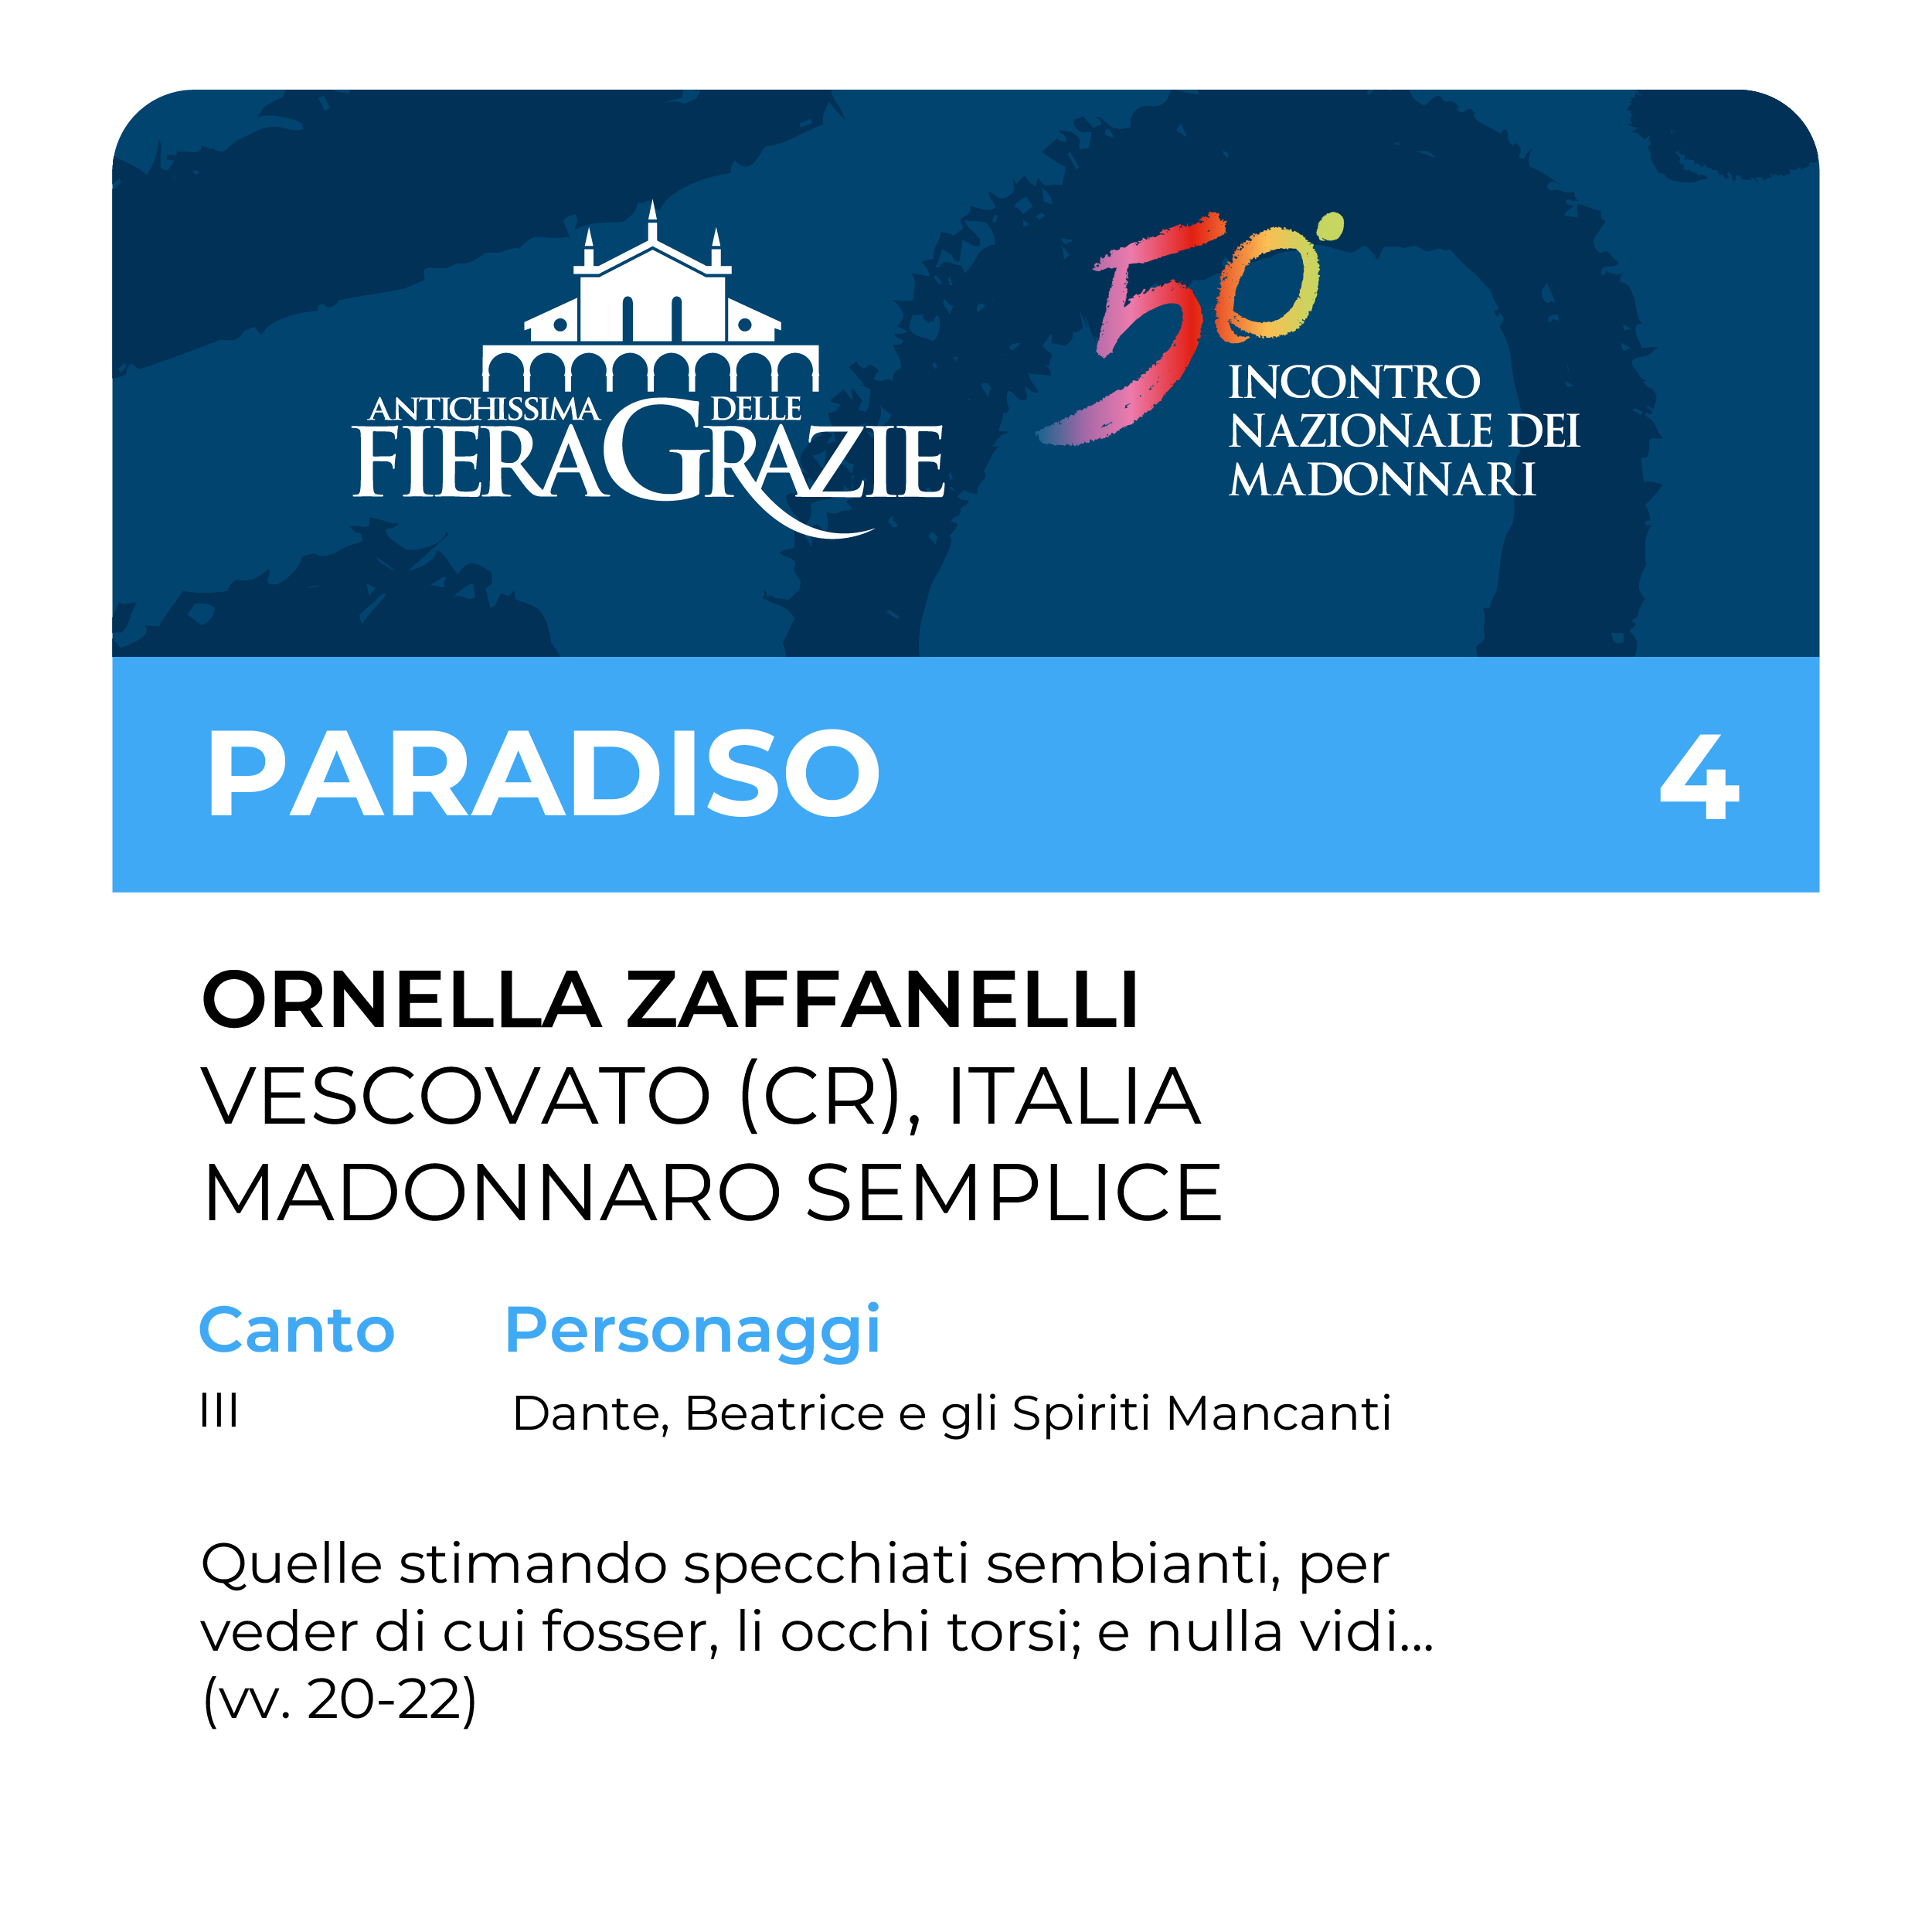 ANTICHISSIMA DELLE
FIERA GRAZIE
50°
INCONTRO
NAZIONALE DEI
MADONNARI
PARADISO 4
ORNELLA ZAFFANELLI
VESCOVATO (CR), ITALIA
MADONNARO SEMPLICE
Canto Personaggi
III Dante, Beatrice e gli Spiriti Mancanti
Quelle stimando specchiati sembianti, per
veder di cui fosser, li occhi torsi; e nulla vidi...
(vv. 20-22)